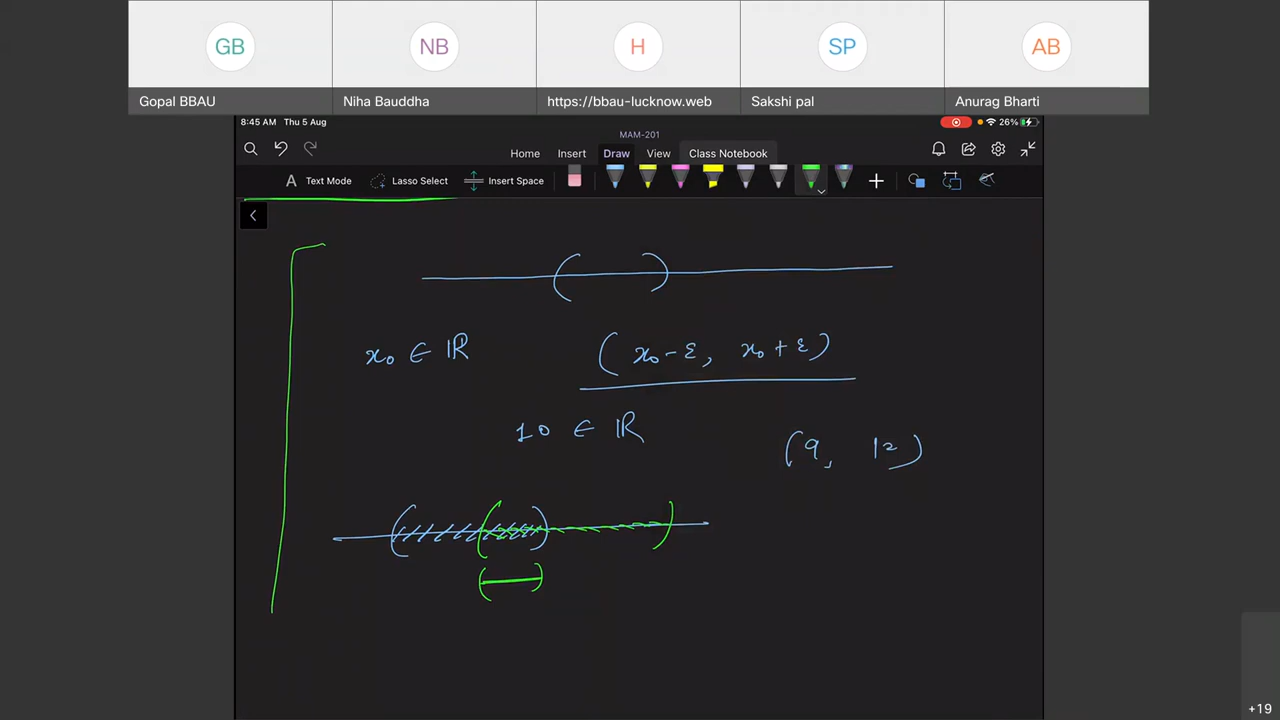 GB NB H SP AB
Gopal BBAU Niha Bauddha https://bbau-lucknow.web Sakshi pal Anurag Bharti
8:45 AM Thu 5 Aug 26%
MAM-201
Home Insert Draw View Class Notebook
A Text Mode Lasso Select Insert Space
( )
x₀ ∈ ℝ (x₀-ε, x₀+ε)
10 ∈ ℝ (9, 12)
( ( ) )
( )
+19